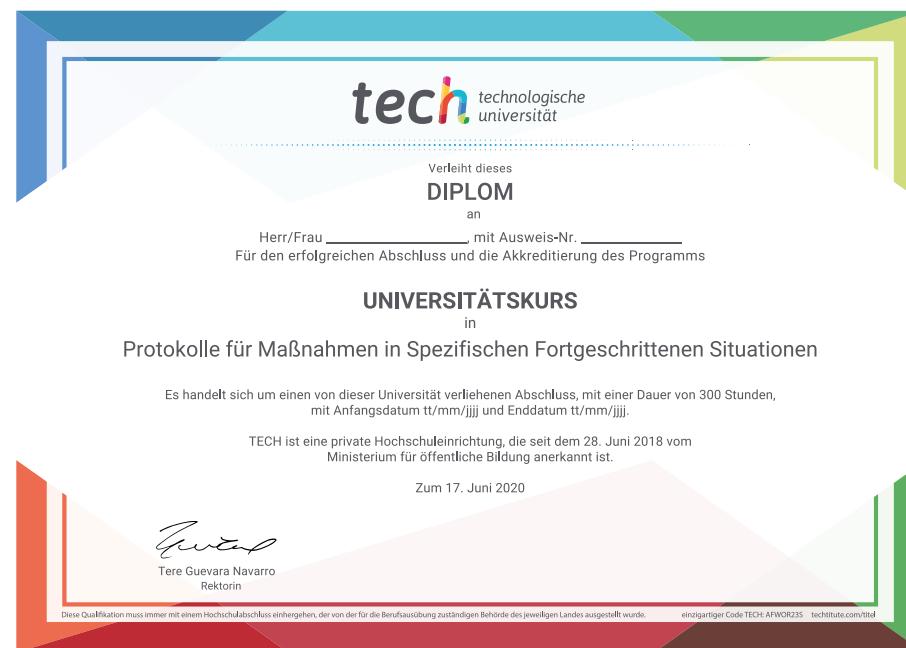 tech technologische
universität
Verleiht dieses
DIPLOM
an
Herr/Frau ________________, mit Ausweis-Nr. ____________
Für den erfolgreichen Abschluss und die Akkreditierung des Programms
UNIVERSITÄTSKURS
in
Protokolle für Maßnahmen in Spezifischen Fortgeschrittenen Situationen
Es handelt sich um einen von dieser Universität verliehenen Abschluss, mit einer Dauer von 300 Stunden,
mit Anfangsdatum tt/mm/jjjj und Enddatum tt/mm/jjjj.
TECH ist eine private Hochschuleinrichtung, die seit dem 28. Juni 2018 vom
Ministerium für öffentliche Bildung anerkannt ist.
Zum 17. Juni 2020
Tere Guevara Navarro
Rektorin
Diese Qualifikation muss immer mit einem Hochschulabschluss einhergehen, der von der für die Berufsausübung zuständigen Behörde des jeweiligen Landes ausgestellt wurde. einzigartiger Code TECH: AFWOR23S techtitute.com/titel